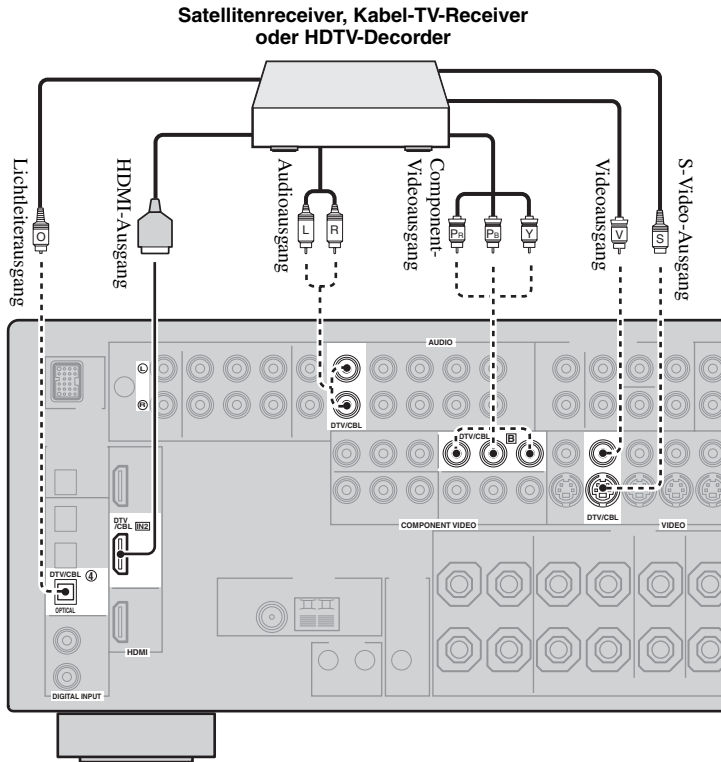 Satellitenreceiver, Kabel-TV-Receiver
oder HDTV-Decorder
Lichtleiterausgang
HDMI-Ausgang
Audioausgang
Component-
Videoausgang
Videoausgang
S-Video-Ausgang
O
L
R
PR
PB
Y
V
S
AUDIO
L
R
DTV/CBL
DTV/CBL B
DTV/CBL
COMPONENT VIDEO
VIDEO
DTV
/CBL IN2
DTV/CBL 4
OPTICAL
HDMI
DIGITAL INPUT